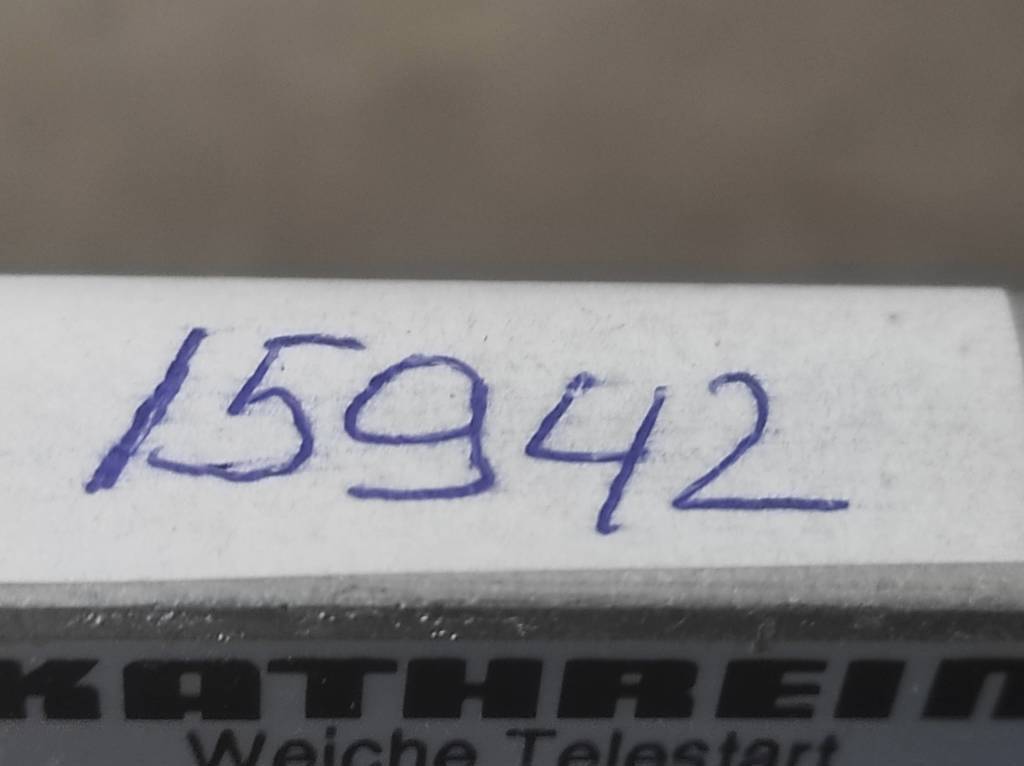 15942
KATHREIN
Weiche Telestart